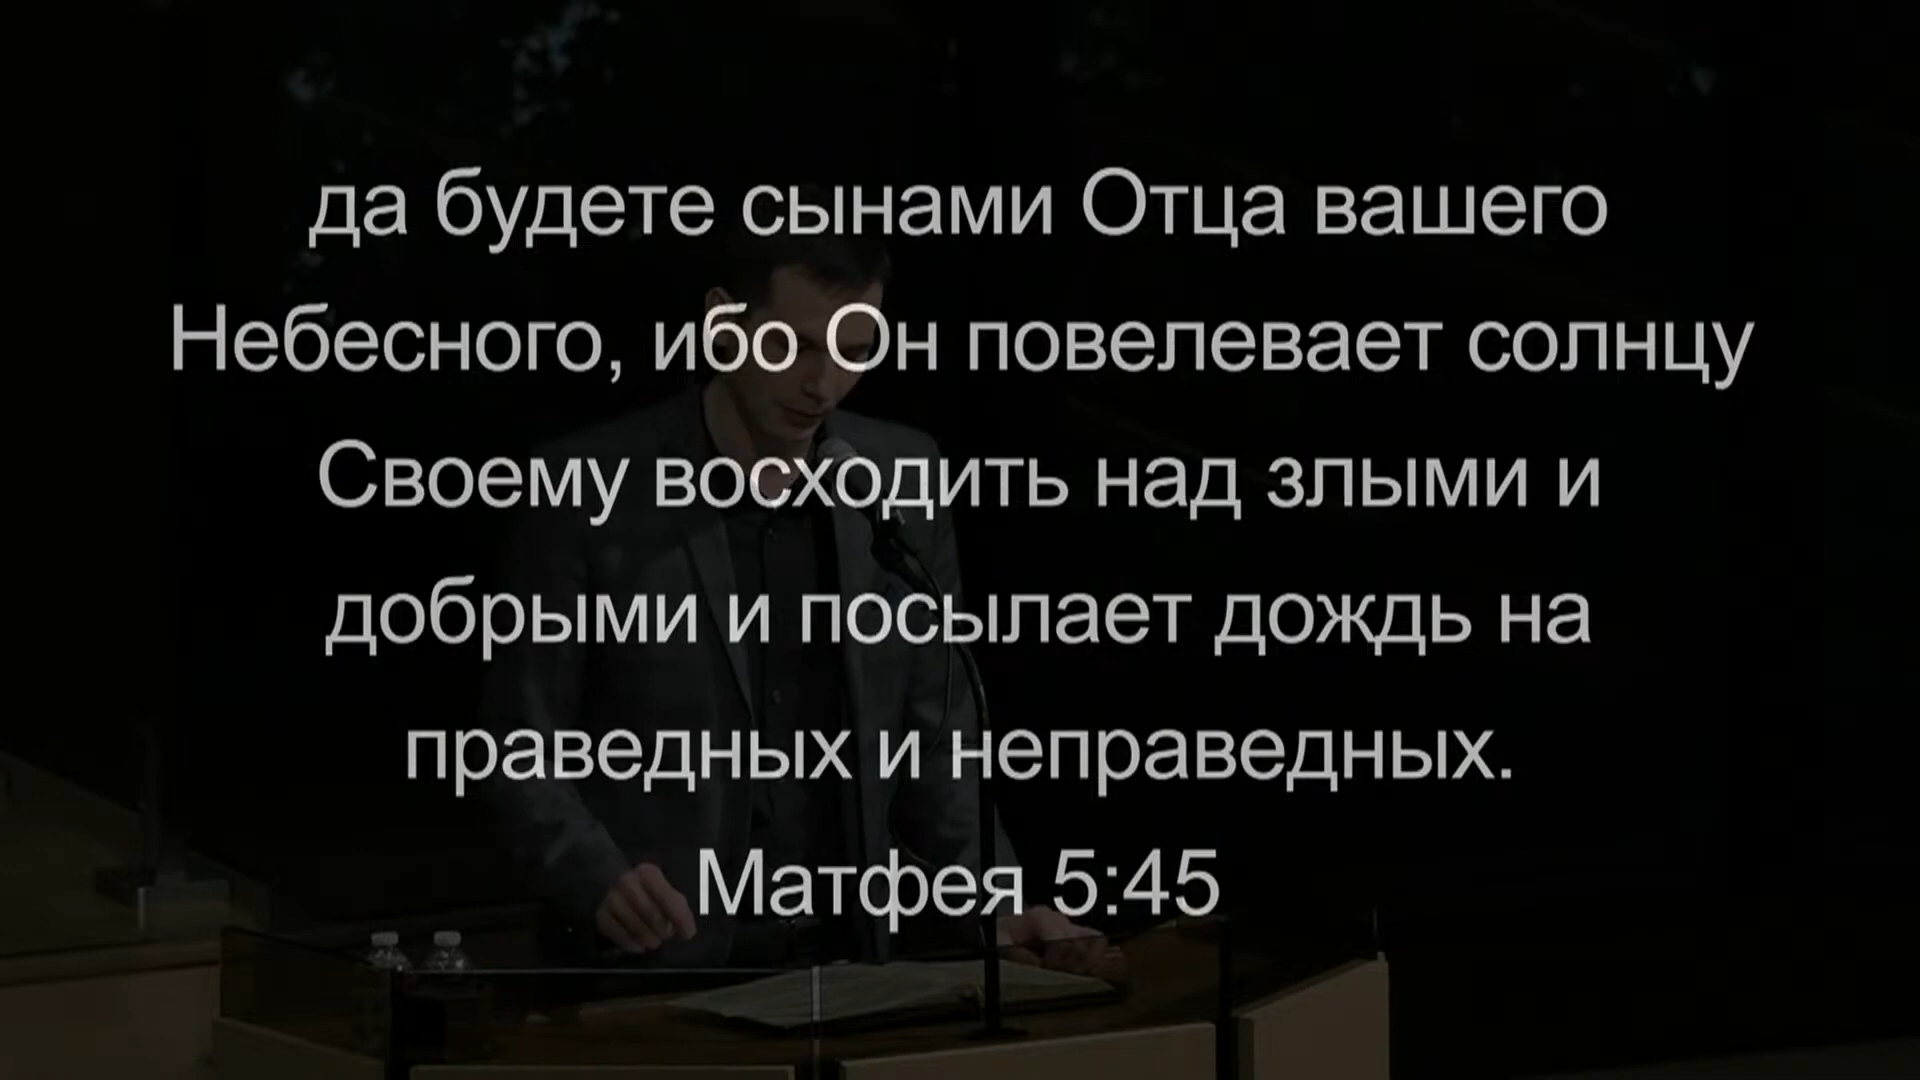 да будете сынами Отца вашего
Небесного, ибо Он повелевает солнцу
Своему восходить над злыми и
добрыми и посылает дождь на
праведных и неправедных.
Матфея 5:45